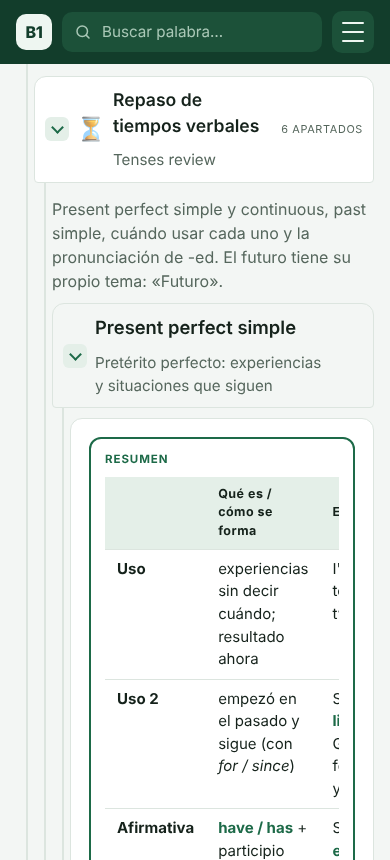 B1 Buscar palabra...
Repaso de
tiempos verbales
6 APARTADOS
Tenses review
Present perfect simple y continuous, past
simple, cuándo usar cada uno y la
pronunciación de -ed. El futuro tiene su
propio tema: «Futuro».
Present perfect simple
Pretérito perfecto: experiencias
y situaciones que siguen
RESUMEN
Qué es /
cómo se
forma
Uso experiencias
sin decir
cuándo;
resultado
ahora
Uso 2 empezó en
el pasado y
sigue (con
for / since)
Afirmativa have / has +
participio